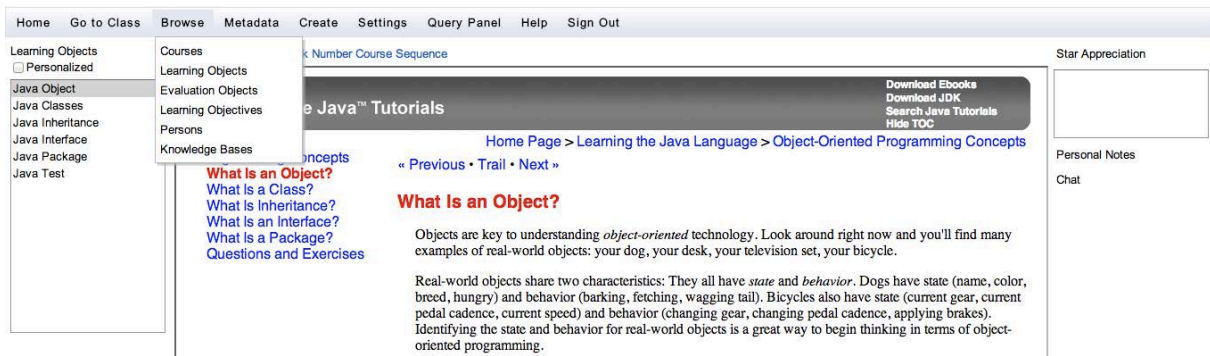 Home Go to Class Browse Metadata Create Settings Query Panel Help Sign Out
Learning Objects
Personalized
Java Object
Java Classes
Java Inheritance
Java Interface
Java Package
Java Test
Courses
Learning Objects
Evaluation Objects
Learning Objectives
Persons
Knowledge Bases
Number Course Sequence
Java™ Tutorials
Download Ebooks
Download JDK
Search Java Tutorials
Hide TOC
Home Page > Learning the Java Language > Object-Oriented Programming Concepts
« Previous • Trail • Next »
What Is an Object?
What Is a Class?
What Is Inheritance?
What Is an Interface?
What Is a Package?
Questions and Exercises
What Is an Object?
Objects are key to understanding object-oriented technology. Look around right now and you'll find many
examples of real-world objects: your dog, your desk, your television set, your bicycle.
Real-world objects share two characteristics: They all have state and behavior. Dogs have state (name, color,
breed, hungry) and behavior (barking, fetching, wagging tail). Bicycles also have state (current gear, current
pedal cadence, current speed) and behavior (changing gear, changing pedal cadence, applying brakes).
Identifying the state and behavior for real-world objects is a great way to begin thinking in terms of object-
oriented programming.
Star Appreciation
Personal Notes
Chat